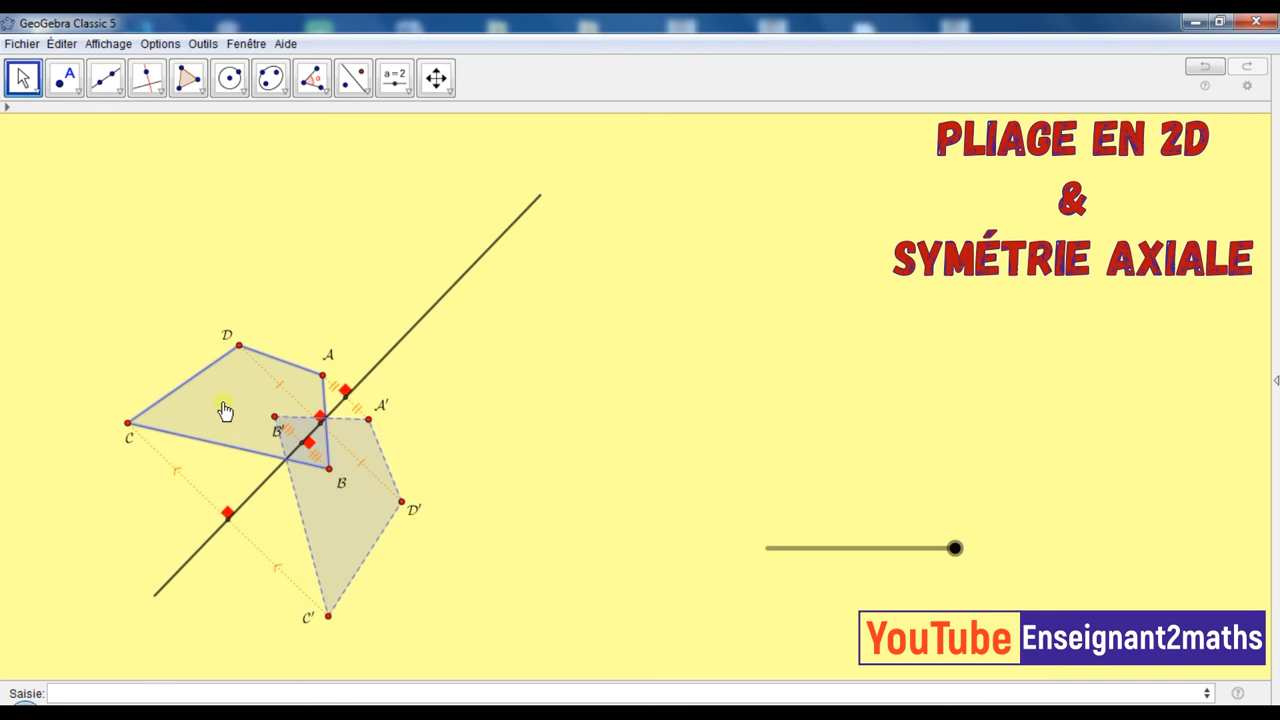 GeoGebra Classic 5
Fichier Éditer Affichage Options Outils Fenêtre Aide
A
α
a = 2
PLIAGE EN 2D
&
SYMÉTRIE AXIALE
D
A
A'
B'
C
B
D'
C'
YouTube Enseignant2maths
Saisie: